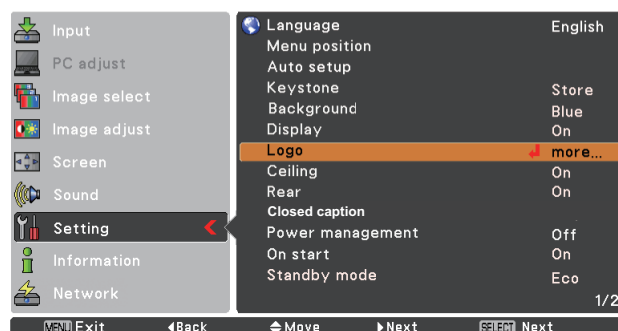 Input
PC adjust
Image select
Image adjust
Screen
Sound
Setting
Information
Network
Language English
Menu position
Auto setup
Keystone Store
Background Blue
Display On
Logo more...
Ceiling On
Rear On
Closed caption
Power management Off
On start On
Standby mode Eco
1/2
MENU Exit Back Move Next SELECT Next